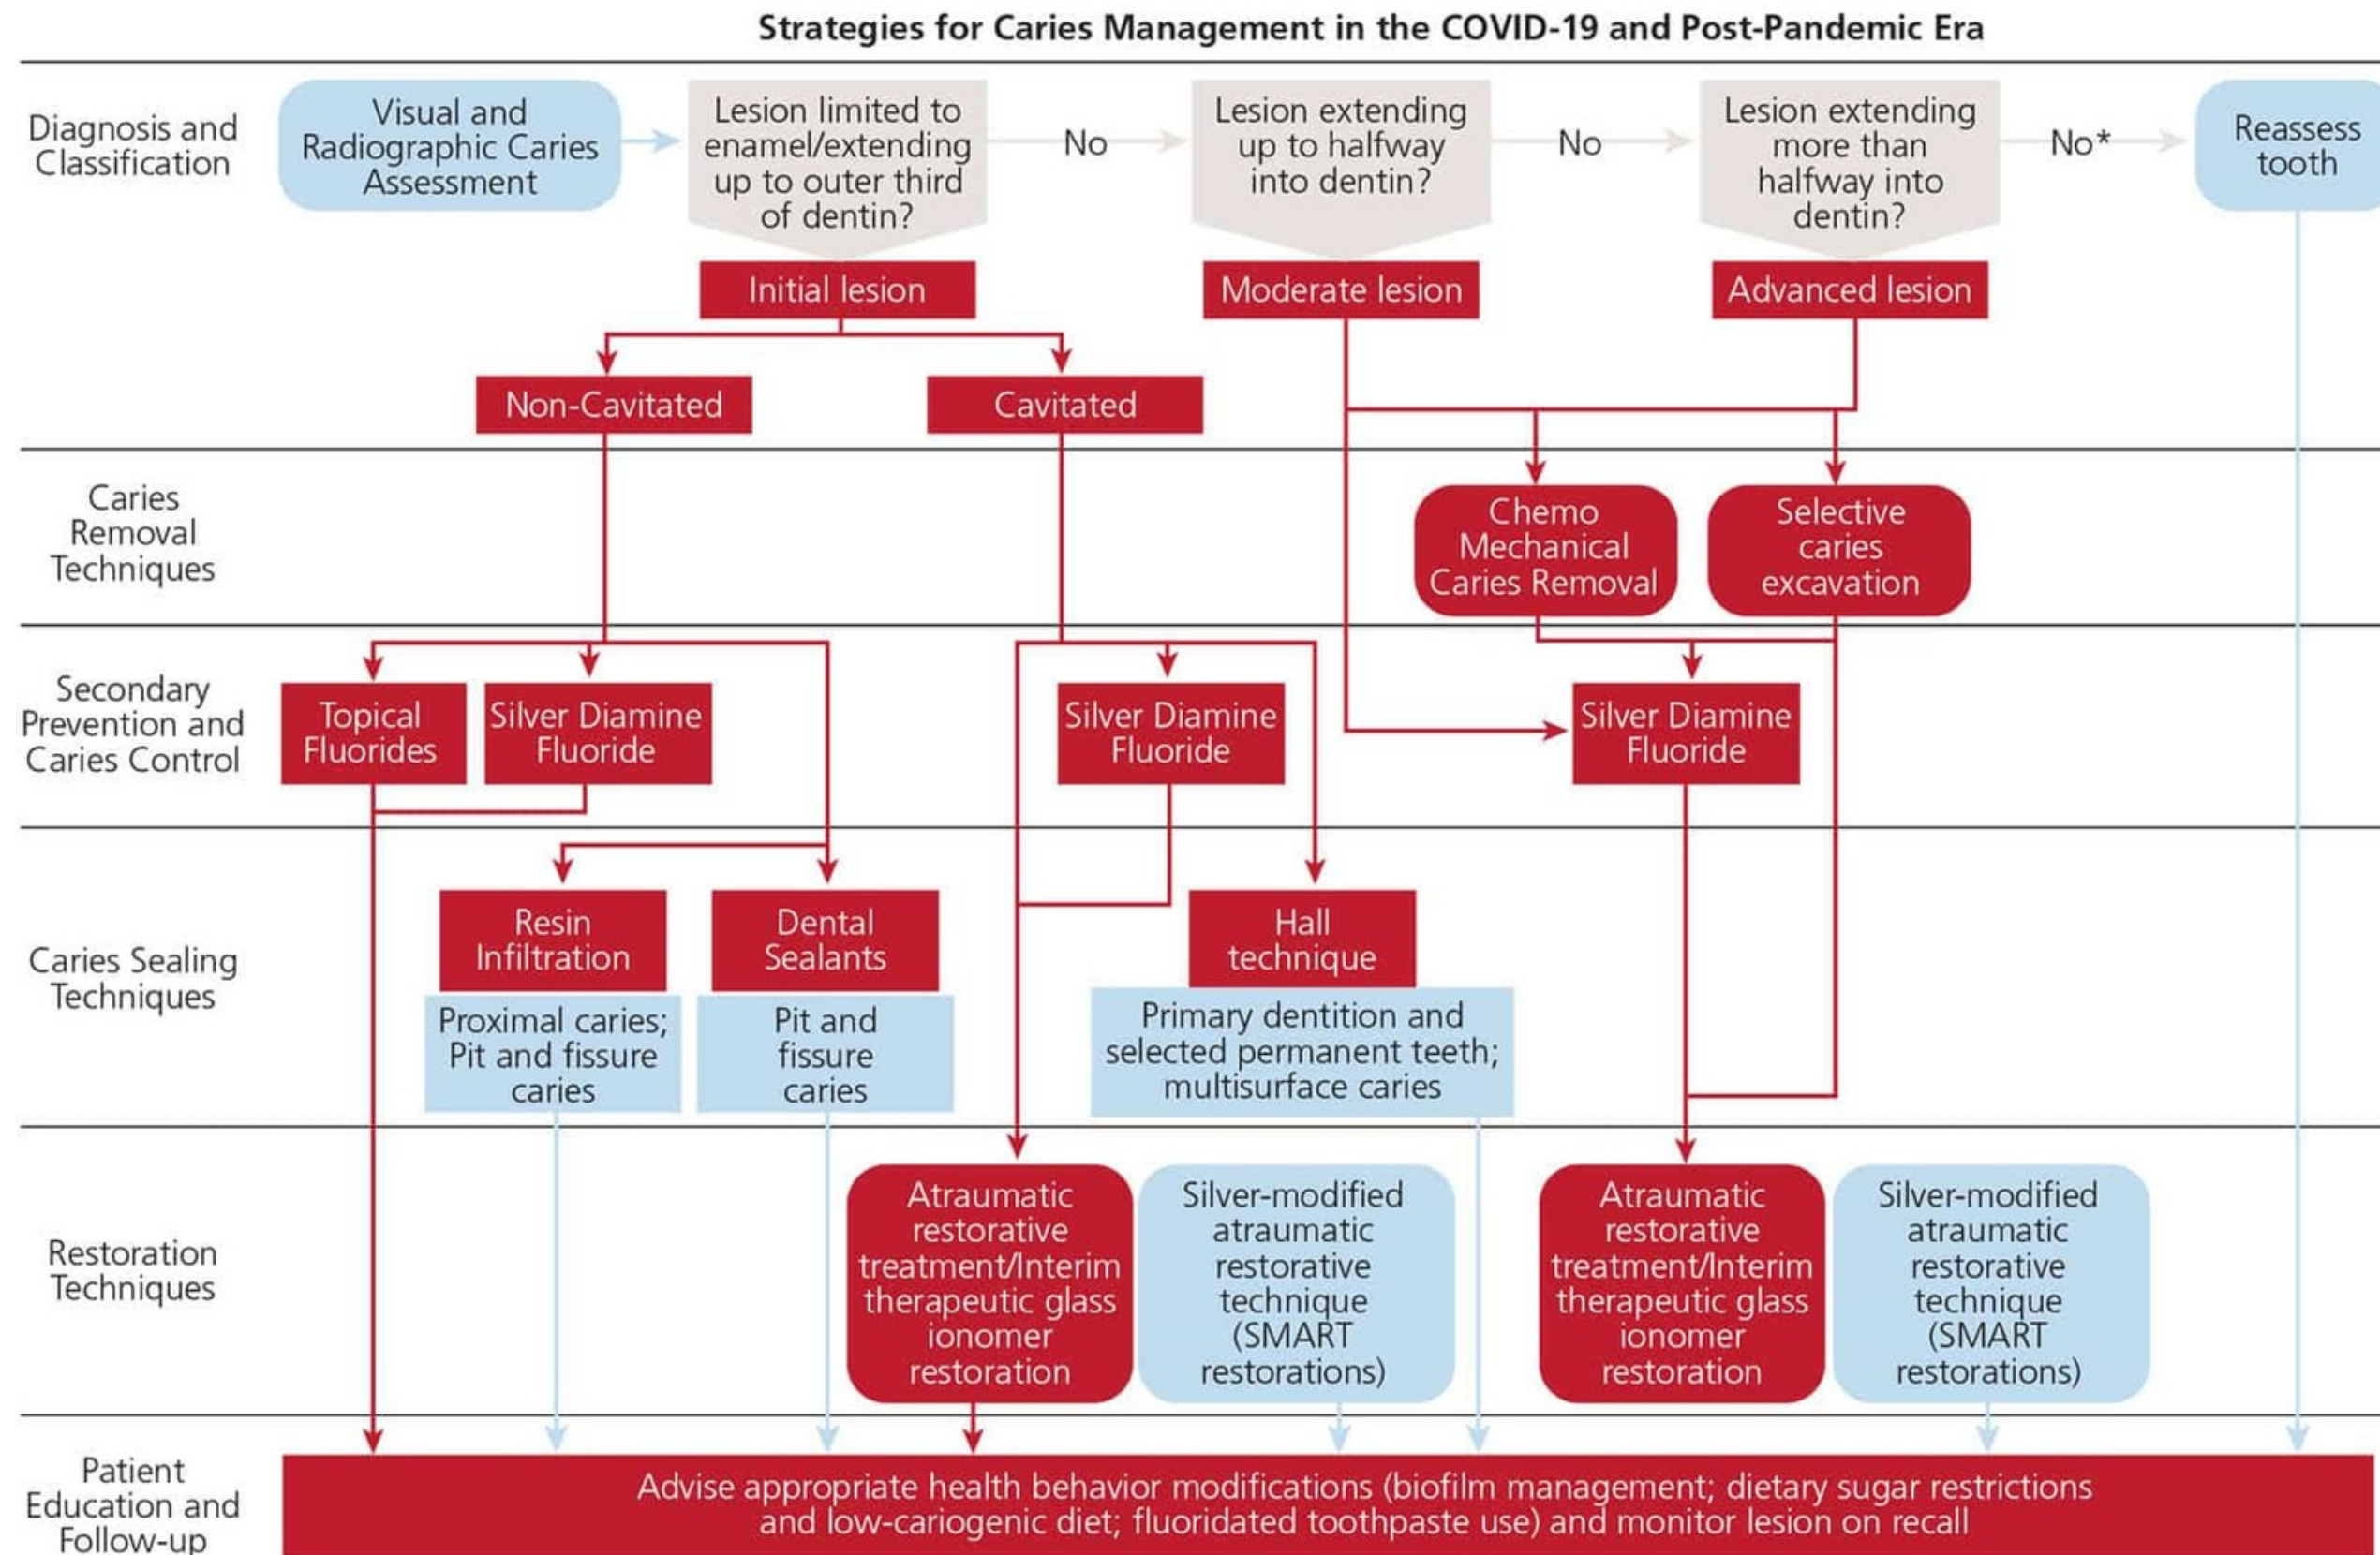 Strategies for Caries Management in the COVID-19 and Post-Pandemic Era
Diagnosis and
Classification
Visual and
Radiographic Caries
Assessment
Lesion limited to
enamel/extending
up to outer third
of dentin?
No
Lesion extending
up to halfway
into dentin?
No
Lesion extending
more than
halfway into
dentin?
No*
Reassess
tooth
Initial lesion
Moderate lesion
Advanced lesion
Non-Cavitated
Cavitated
Caries
Removal
Techniques
Chemo
Mechanical
Caries Removal
Selective
caries
excavation
Secondary
Prevention and
Caries Control
Topical
Fluorides
Silver Diamine
Fluoride
Silver Diamine
Fluoride
Silver Diamine
Fluoride
Caries Sealing
Techniques
Resin
Infiltration
Proximal caries;
Pit and fissure
caries
Dental
Sealants
Pit and
fissure
caries
Hall
technique
Primary dentition and
selected permanent teeth;
multisurface caries
Restoration
Techniques
Atraumatic
restorative
treatment/Interim
therapeutic glass
ionomer
restoration
Silver-modified
atraumatic
restorative
technique
(SMART
restorations)
Atraumatic
restorative
treatment/Interim
therapeutic glass
ionomer
restoration
Silver-modified
atraumatic
restorative
technique
(SMART
restorations)
Patient
Education and
Follow-up
Advise appropriate health behavior modifications (biofilm management; dietary sugar restrictions
and low-cariogenic diet; fluoridated toothpaste use) and monitor lesion on recall